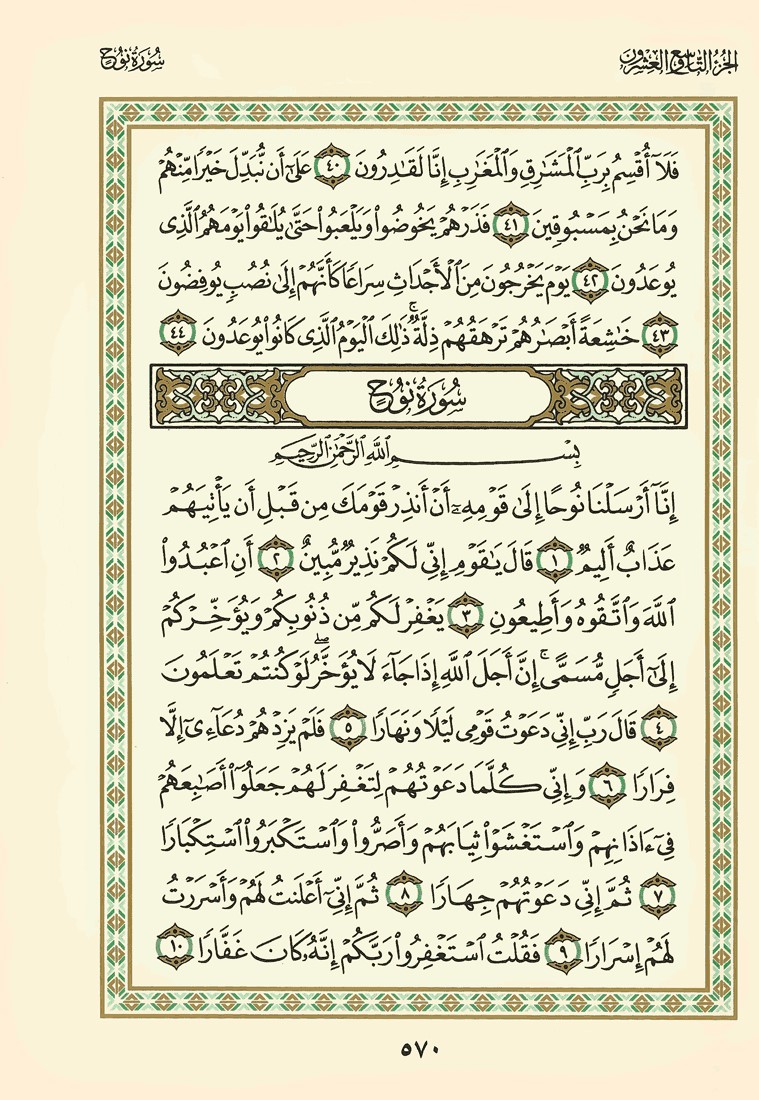 الجزء التاسع والعشرون
سورة نوح
فَلَآ أُقْسِمُ بِرَبِّ ٱلْمَشَٰرِقِ وَٱلْمَغَٰرِبِ إِنَّا لَقَٰدِرُونَ ٤٠ عَلَىٰٓ أَن نُّبَدِّلَ خَيْرًا مِّنْهُمْ
وَمَا نَحْنُ بِمَسْبُوقِينَ ٤١ فَذَرْهُمْ يَخُوضُوا۟ وَيَلْعَبُوا۟ حَتَّىٰ يُلَٰقُوا۟ يَوْمَهُمُ ٱلَّذِى
يُوعَدُونَ ٤٢ يَوْمَ يَخْرُجُونَ مِنَ ٱلْأَجْدَاثِ سِرَاعًا كَأَنَّهُمْ إِلَىٰ نُصُبٍ يُوفِضُونَ
٤٣ خَٰشِعَةً أَبْصَٰرُهُمْ تَرْهَقُهُمْ ذِلَّةٌ ۚ ذَٰلِكَ ٱلْيَوْمُ ٱلَّذِى كَانُوا۟ يُوعَدُونَ ٤٤
سُورَةُ نُوحٍ
بِسْمِ ٱللَّهِ ٱلرَّحْمَٰنِ ٱلرَّحِيمِ
إِنَّآ أَرْسَلْنَا نُوحًا إِلَىٰ قَوْمِهِۦٓ أَنْ أَنذِرْ قَوْمَكَ مِن قَبْلِ أَن يَأْتِيَهُمْ
عَذَابٌ أَلِيمٌ ١ قَالَ يَٰقَوْمِ إِنِّى لَكُمْ نَذِيرٌ مُّبِينٌ ٢ أَنِ ٱعْبُدُوا۟
ٱللَّهَ وَٱتَّقُوهُ وَأَطِيعُونِ ٣ يَغْفِرْ لَكُم مِّن ذُنُوبِكُمْ وَيُؤَخِّرْكُمْ
إِلَىٰٓ أَجَلٍ مُّسَمًّى ۚ إِنَّ أَجَلَ ٱللَّهِ إِذَا جَآءَ لَا يُؤَخَّرُ ۖ لَوْ كُنتُمْ تَعْلَمُونَ
٤ قَالَ رَبِّ إِنِّى دَعَوْتُ قَوْمِى لَيْلًا وَنَهَارًا ٥ فَلَمْ يَزِدْهُمْ دُعَآءِىٓ إِلَّا
فِرَارًا ٦ وَإِنِّى كُلَّمَا دَعَوْتُهُمْ لِتَغْفِرَ لَهُمْ جَعَلُوٓا۟ أَصَٰبِعَهُمْ
فِىٓ ءَاذَانِهِمْ وَٱسْتَغْشَوْا۟ ثِيَابَهُمْ وَأَصَرُّوا۟ وَٱسْتَكْبَرُوا۟ ٱسْتِكْبَارًا
٧ ثُمَّ إِنِّى دَعَوْتُهُمْ جِهَارًا ٨ ثُمَّ إِنِّىٓ أَعْلَنتُ لَهُمْ وَأَسْرَرْتُ
لَهُمْ إِسْرَارًا ٩ فَقُلْتُ ٱسْتَغْفِرُوا۟ رَبَّكُمْ إِنَّهُۥ كَانَ غَفَّارًا ١٠
٥٧٠